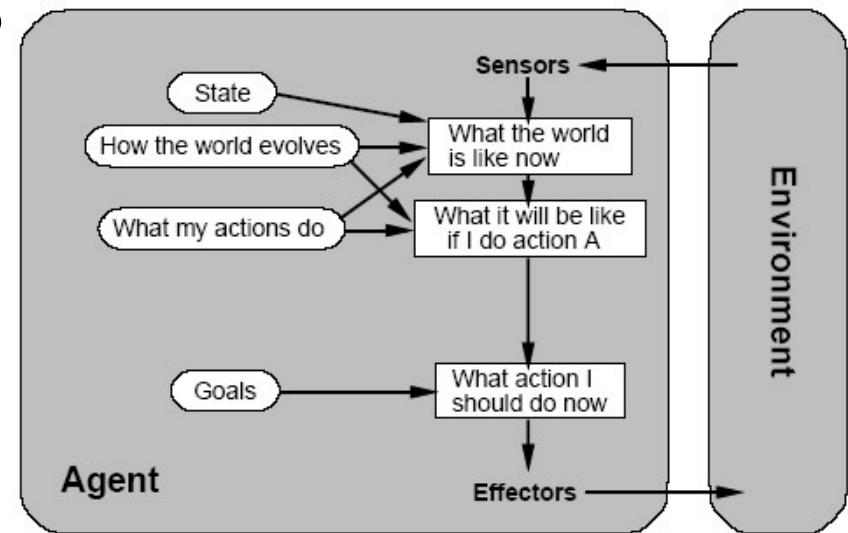 Sensors
State
What the world
is like now
How the world evolves
What it will be like
if I do action A
What my actions do
What action I
should do now
Goals
Agent
Effectors
Environment